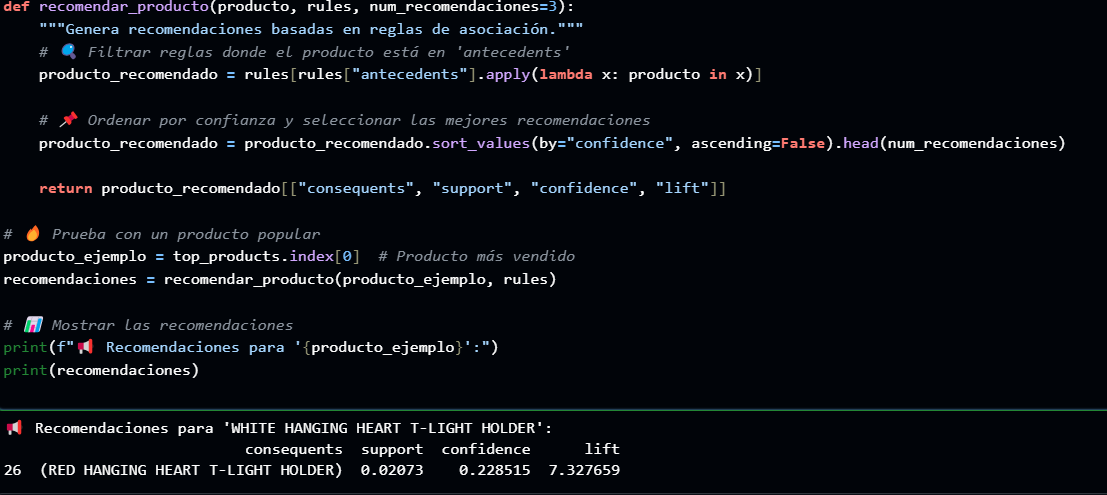 def recomendar_producto(producto, rules, num_recomendaciones=3):
    """Genera recomendaciones basadas en reglas de asociación."""
    # 🔍 Filtrar reglas donde el producto está en 'antecedents'
    producto_recomendado = rules[rules["antecedents"].apply(lambda x: producto in x)]
    # 📌 Ordenar por confianza y seleccionar las mejores recomendaciones
    producto_recomendado = producto_recomendado.sort_values(by="confidence", ascending=False).head(num_recomendaciones)
    return producto_recomendado[["consequents", "support", "confidence", "lift"]]
# 🔥 Prueba con un producto popular
producto_ejemplo = top_products.index[0]  # Producto más vendido
recomendaciones = recomendar_producto(producto_ejemplo, rules)
# 📊 Mostrar las recomendaciones
print(f"📢 Recomendaciones para '{producto_ejemplo}':")
print(recomendaciones)
📢 Recomendaciones para 'WHITE HANGING HEART T-LIGHT HOLDER':
                         consequents  support  confidence      lift
26  (RED HANGING HEART T-LIGHT HOLDER)  0.02073    0.228515  7.327659